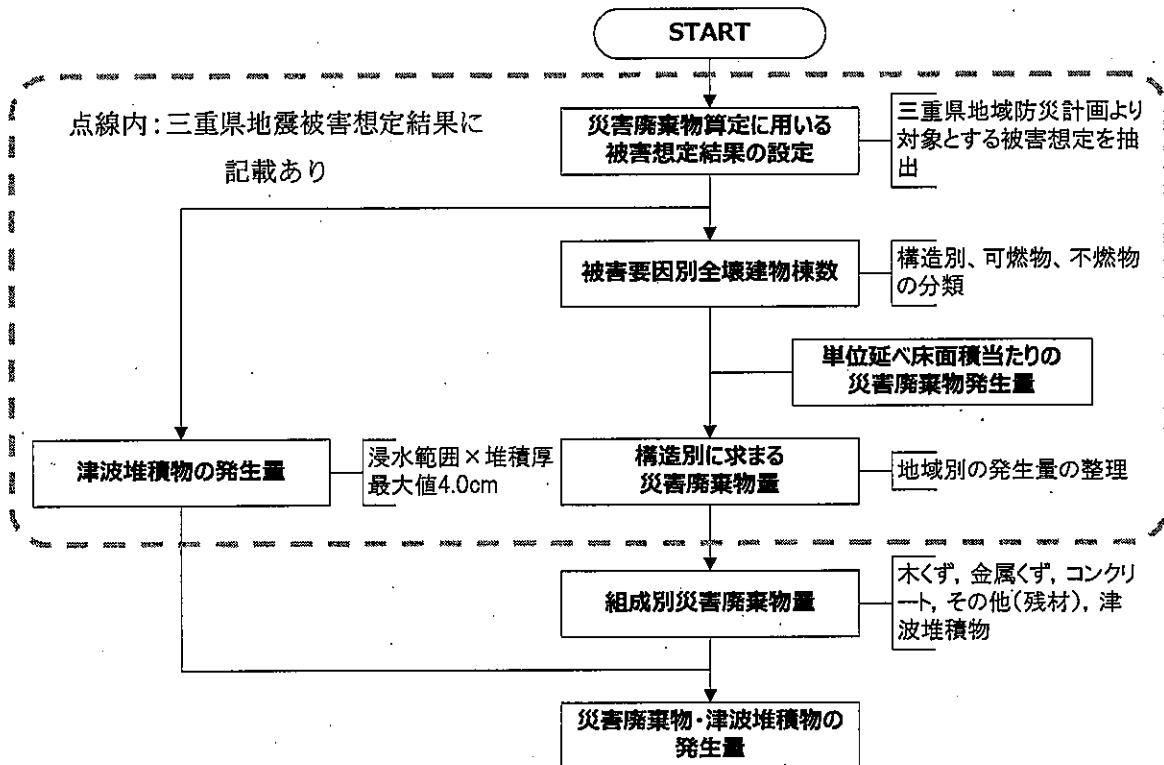 START
点線内:三重県地震被害想定結果に
記載あり
災害廃棄物算定に用いる
被害想定結果の設定
三重県地域防災計画より
対象とする被害想定を抽
出
被害要因別全壊建物棟数
構造別、可燃物、不燃物
の分類
単位延べ床面積当たりの
災害廃棄物発生量
津波堆積物の発生量
浸水範囲×堆積厚
最大値4.0cm
構造別に求まる
災害廃棄物量
地域別の発生量の整理
組成別災害廃棄物量
木くず, 金属くず, コンクリ
ート, その他(残材), 津
波堆積物
災害廃棄物・津波堆積物の
発生量